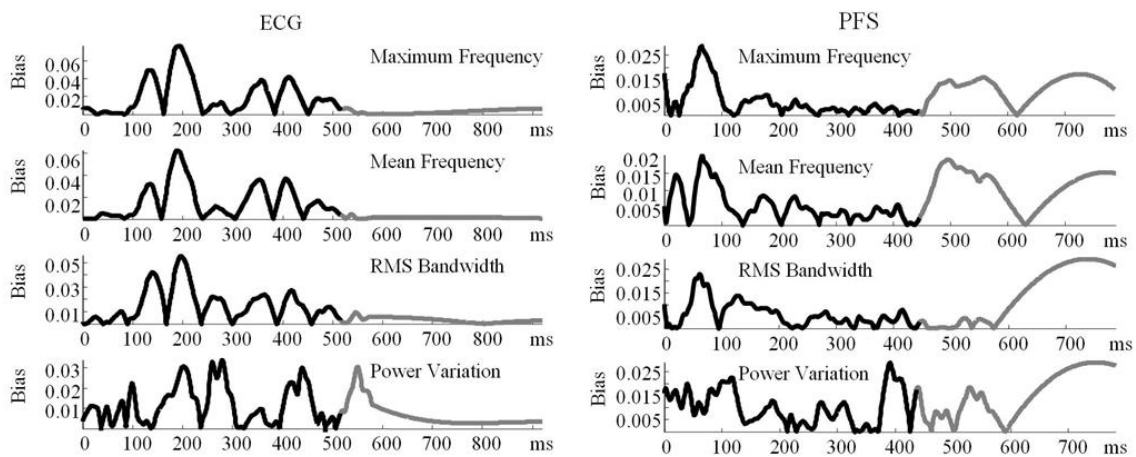 ECG
Bias
0.06
0.04
0.02
Maximum Frequency
0 100 200 300 400 500 600 700 800 ms
Bias
0.06
0.04
0.02
Mean Frequency
0 100 200 300 400 500 600 700 800 ms
Bias
0.05
0.03
0.01
RMS Bandwidth
0 100 200 300 400 500 600 700 800 ms
Bias
0.03
0.02
0.01
Power Variation
0 100 200 300 400 500 600 700 800 ms
PFS
Bias
0.025
0.015
0.005
Maximum Frequency
0 100 200 300 400 500 600 700 ms
Bias
0.02
0.015
0.01
0.005
Mean Frequency
0 100 200 300 400 500 600 700 ms
Bias
0.025
0.015
0.005
RMS Bandwidth
0 100 200 300 400 500 600 700 ms
Bias
0.025
0.015
0.005
Power Variation
0 100 200 300 400 500 600 700 ms